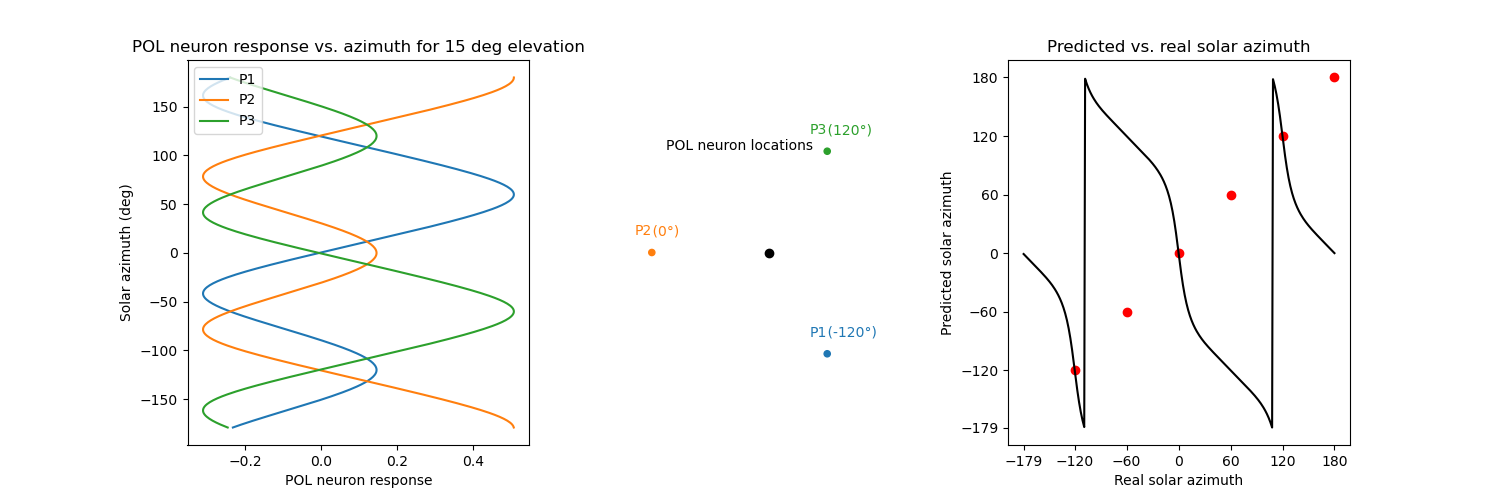 POL neuron response vs. azimuth for 15 deg elevation
P1
P2
P3
150
100
50
0
−50
−100
−150
Solar azimuth (deg)
−0.2
0.0
0.2
0.4
POL neuron response
P3(120°)
POL neuron locations
P2(0°)
P1(-120°)
Predicted vs. real solar azimuth
180
120
60
0
−60
−120
−179
Predicted solar azimuth
−179
−120
−60
0
60
120
180
Real solar azimuth